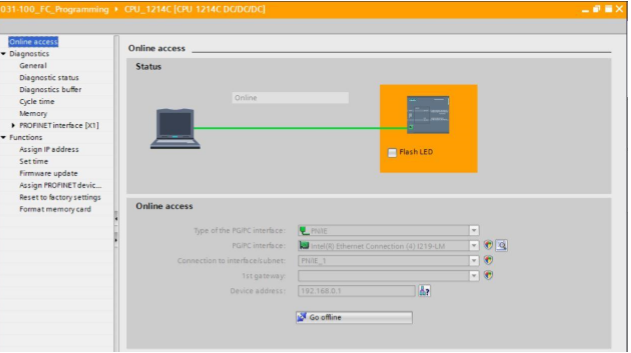 031-100_FC_Programming ▸ CPU_1214C [CPU 1214C DC/DC/DC]
Online access
Diagnostics
General
Diagnostic status
Diagnostics buffer
Cycle time
Memory
PROFINET interface [X1]
Functions
Assign IP address
Set time
Firmware update
Assign PROFINET devic...
Reset to factory settings
Format memory card
Online access
Status
Online
Flash LED
Online access
Type of the PG/PC interface: PN/IE
PG/PC interface: Intel(R) Ethernet Connection (4) I219-LM
Connection to interface/subnet: PN/IE_1
1st gateway:
Device address: 192.168.0.1
Go offline